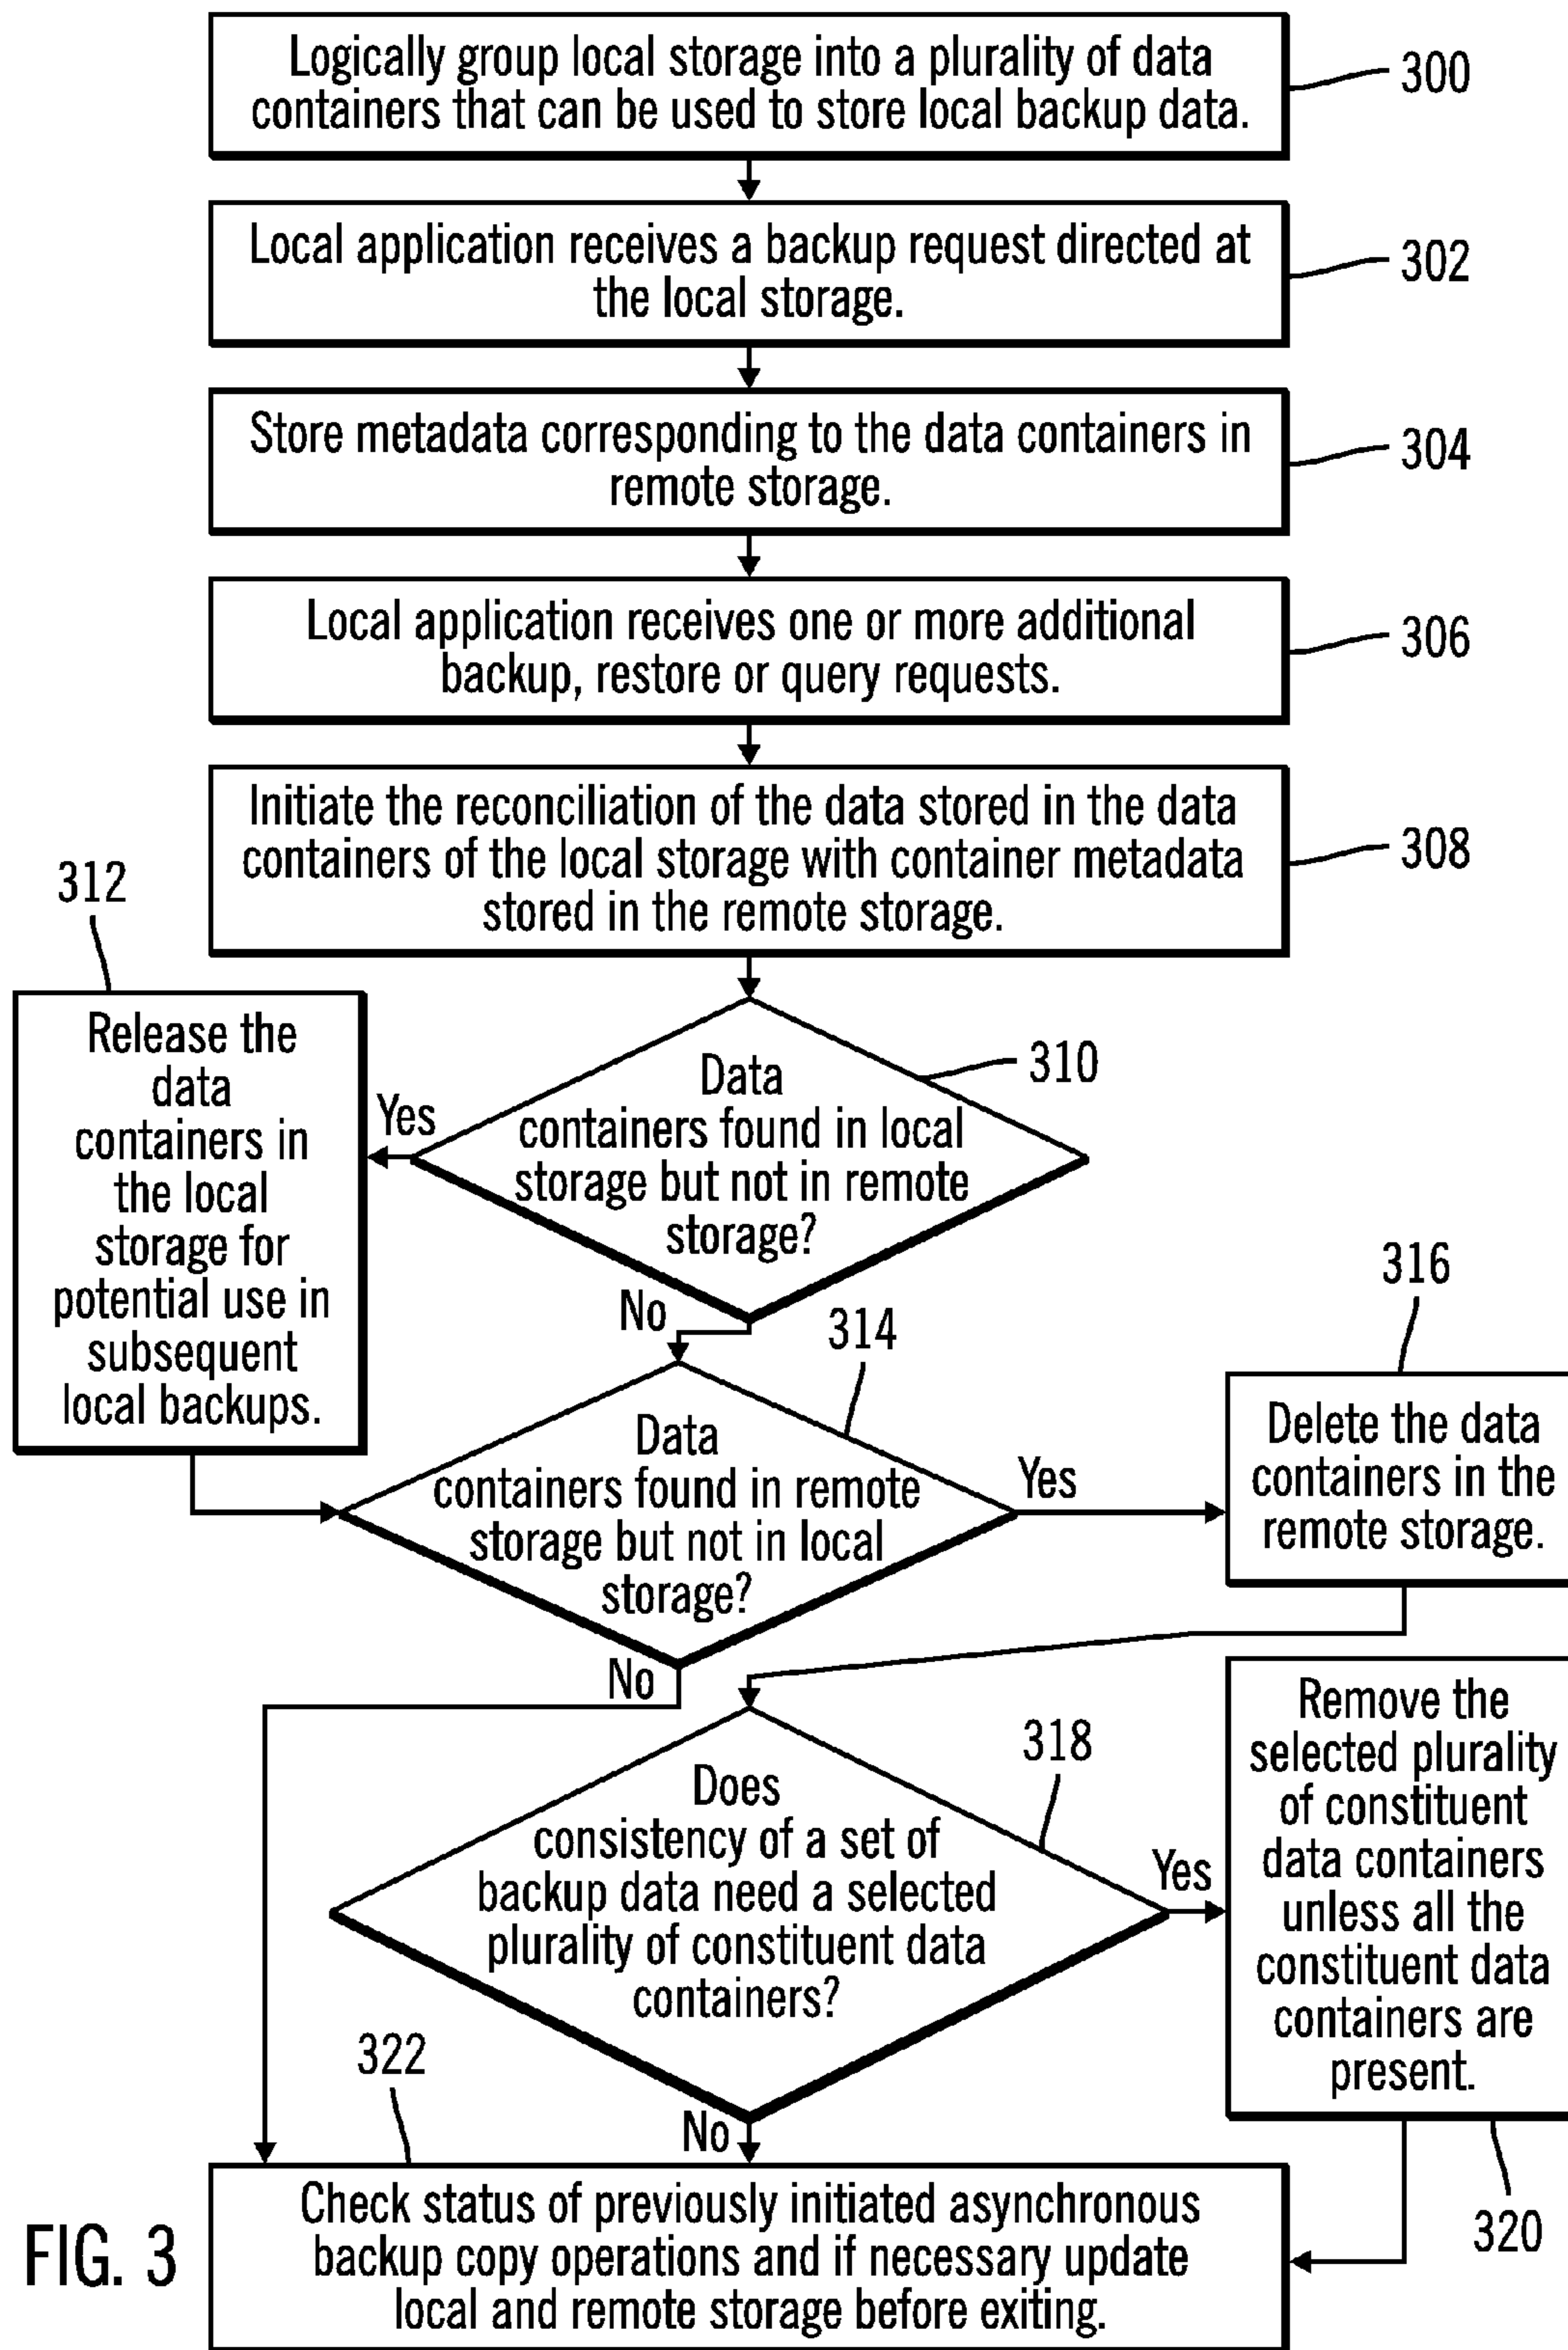 Logically group local storage into a plurality of data
containers that can be used to store local backup data.
300
Local application receives a backup request directed at
the local storage.
302
Store metadata corresponding to the data containers in
remote storage.
304
Local application receives one or more additional
backup, restore or query requests.
306
Initiate the reconciliation of the data stored in the data
containers of the local storage with container metadata
stored in the remote storage.
308
312
Release the
data
containers in
the local
storage for
potential use in
subsequent
local backups.
Yes
Data
containers found in local
storage but not in remote
storage?
310
No
314
Data
containers found in remote
storage but not in local
storage?
Yes
316
Delete the data
containers in the
remote storage.
No
318
Does
consistency of a set of
backup data need a selected
plurality of constituent data
containers?
Yes
Remove the
selected plurality
of constituent
data containers
unless all the
constituent data
containers are
present.
320
No
322
Check status of previously initiated asynchronous
backup copy operations and if necessary update
local and remote storage before exiting.
FIG. 3